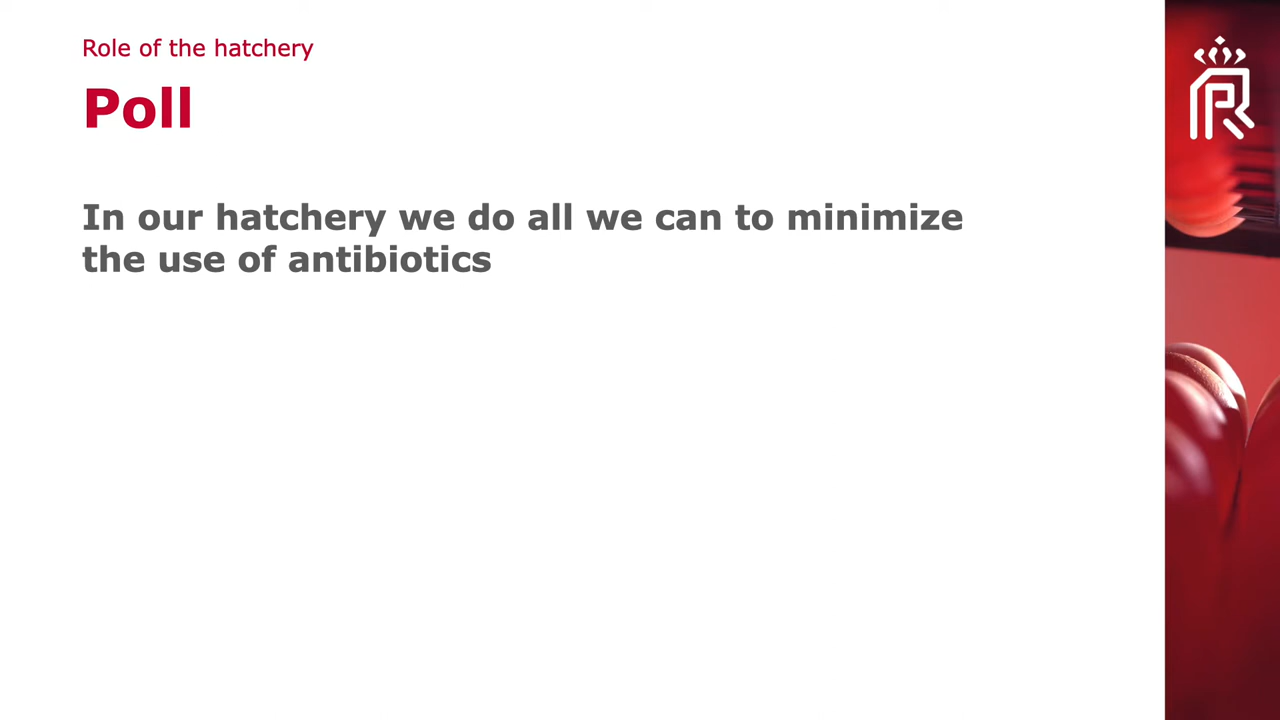 Role of the hatchery
Poll
In our hatchery we do all we can to minimize
the use of antibiotics